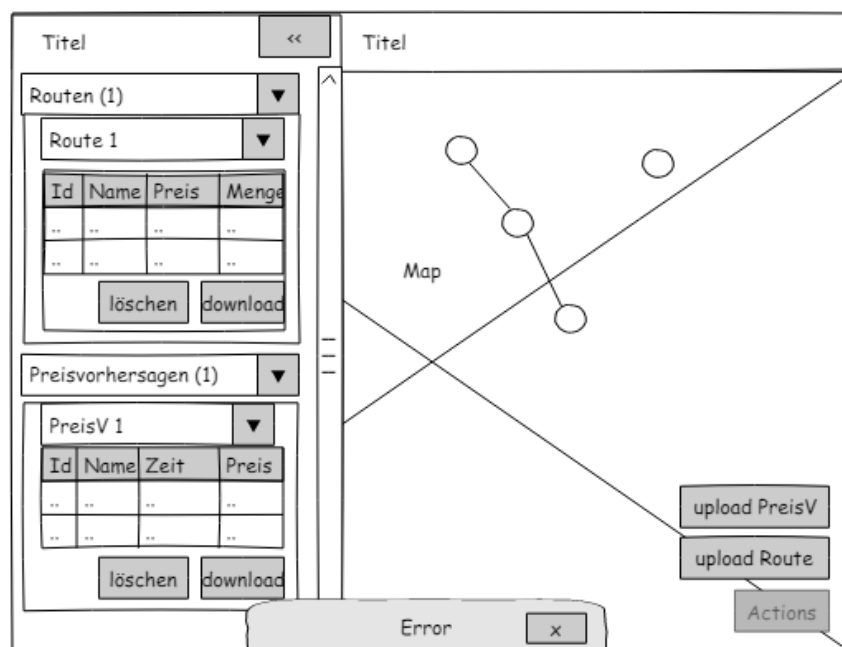 Titel
<<
Titel
Routen (1)
Route 1
Id Name Preis Menge
.. .. .. ..
.. .. .. ..
löschen download
Map
Preisvorhersagen (1)
PreisV 1
Id Name Zeit Preis
.. .. .. ..
.. .. .. ..
löschen download
upload PreisV
upload Route
Actions
Error x